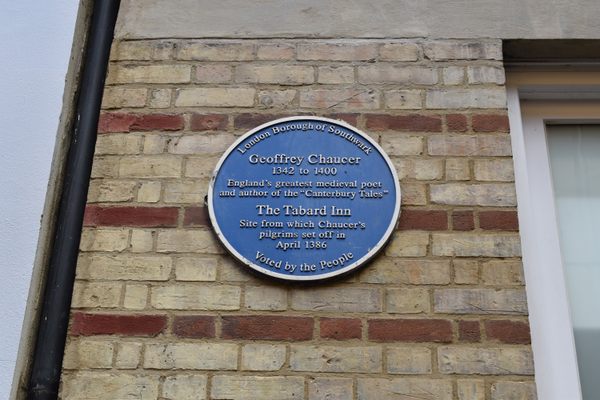 London Borough of Southwark
Geoffrey Chaucer
1342 to 1400
England's greatest medieval poet
and author of the "Canterbury Tales"
The Tabard Inn
Site from which Chaucer's
pilgrims set off in
April 1386
Voted by the People